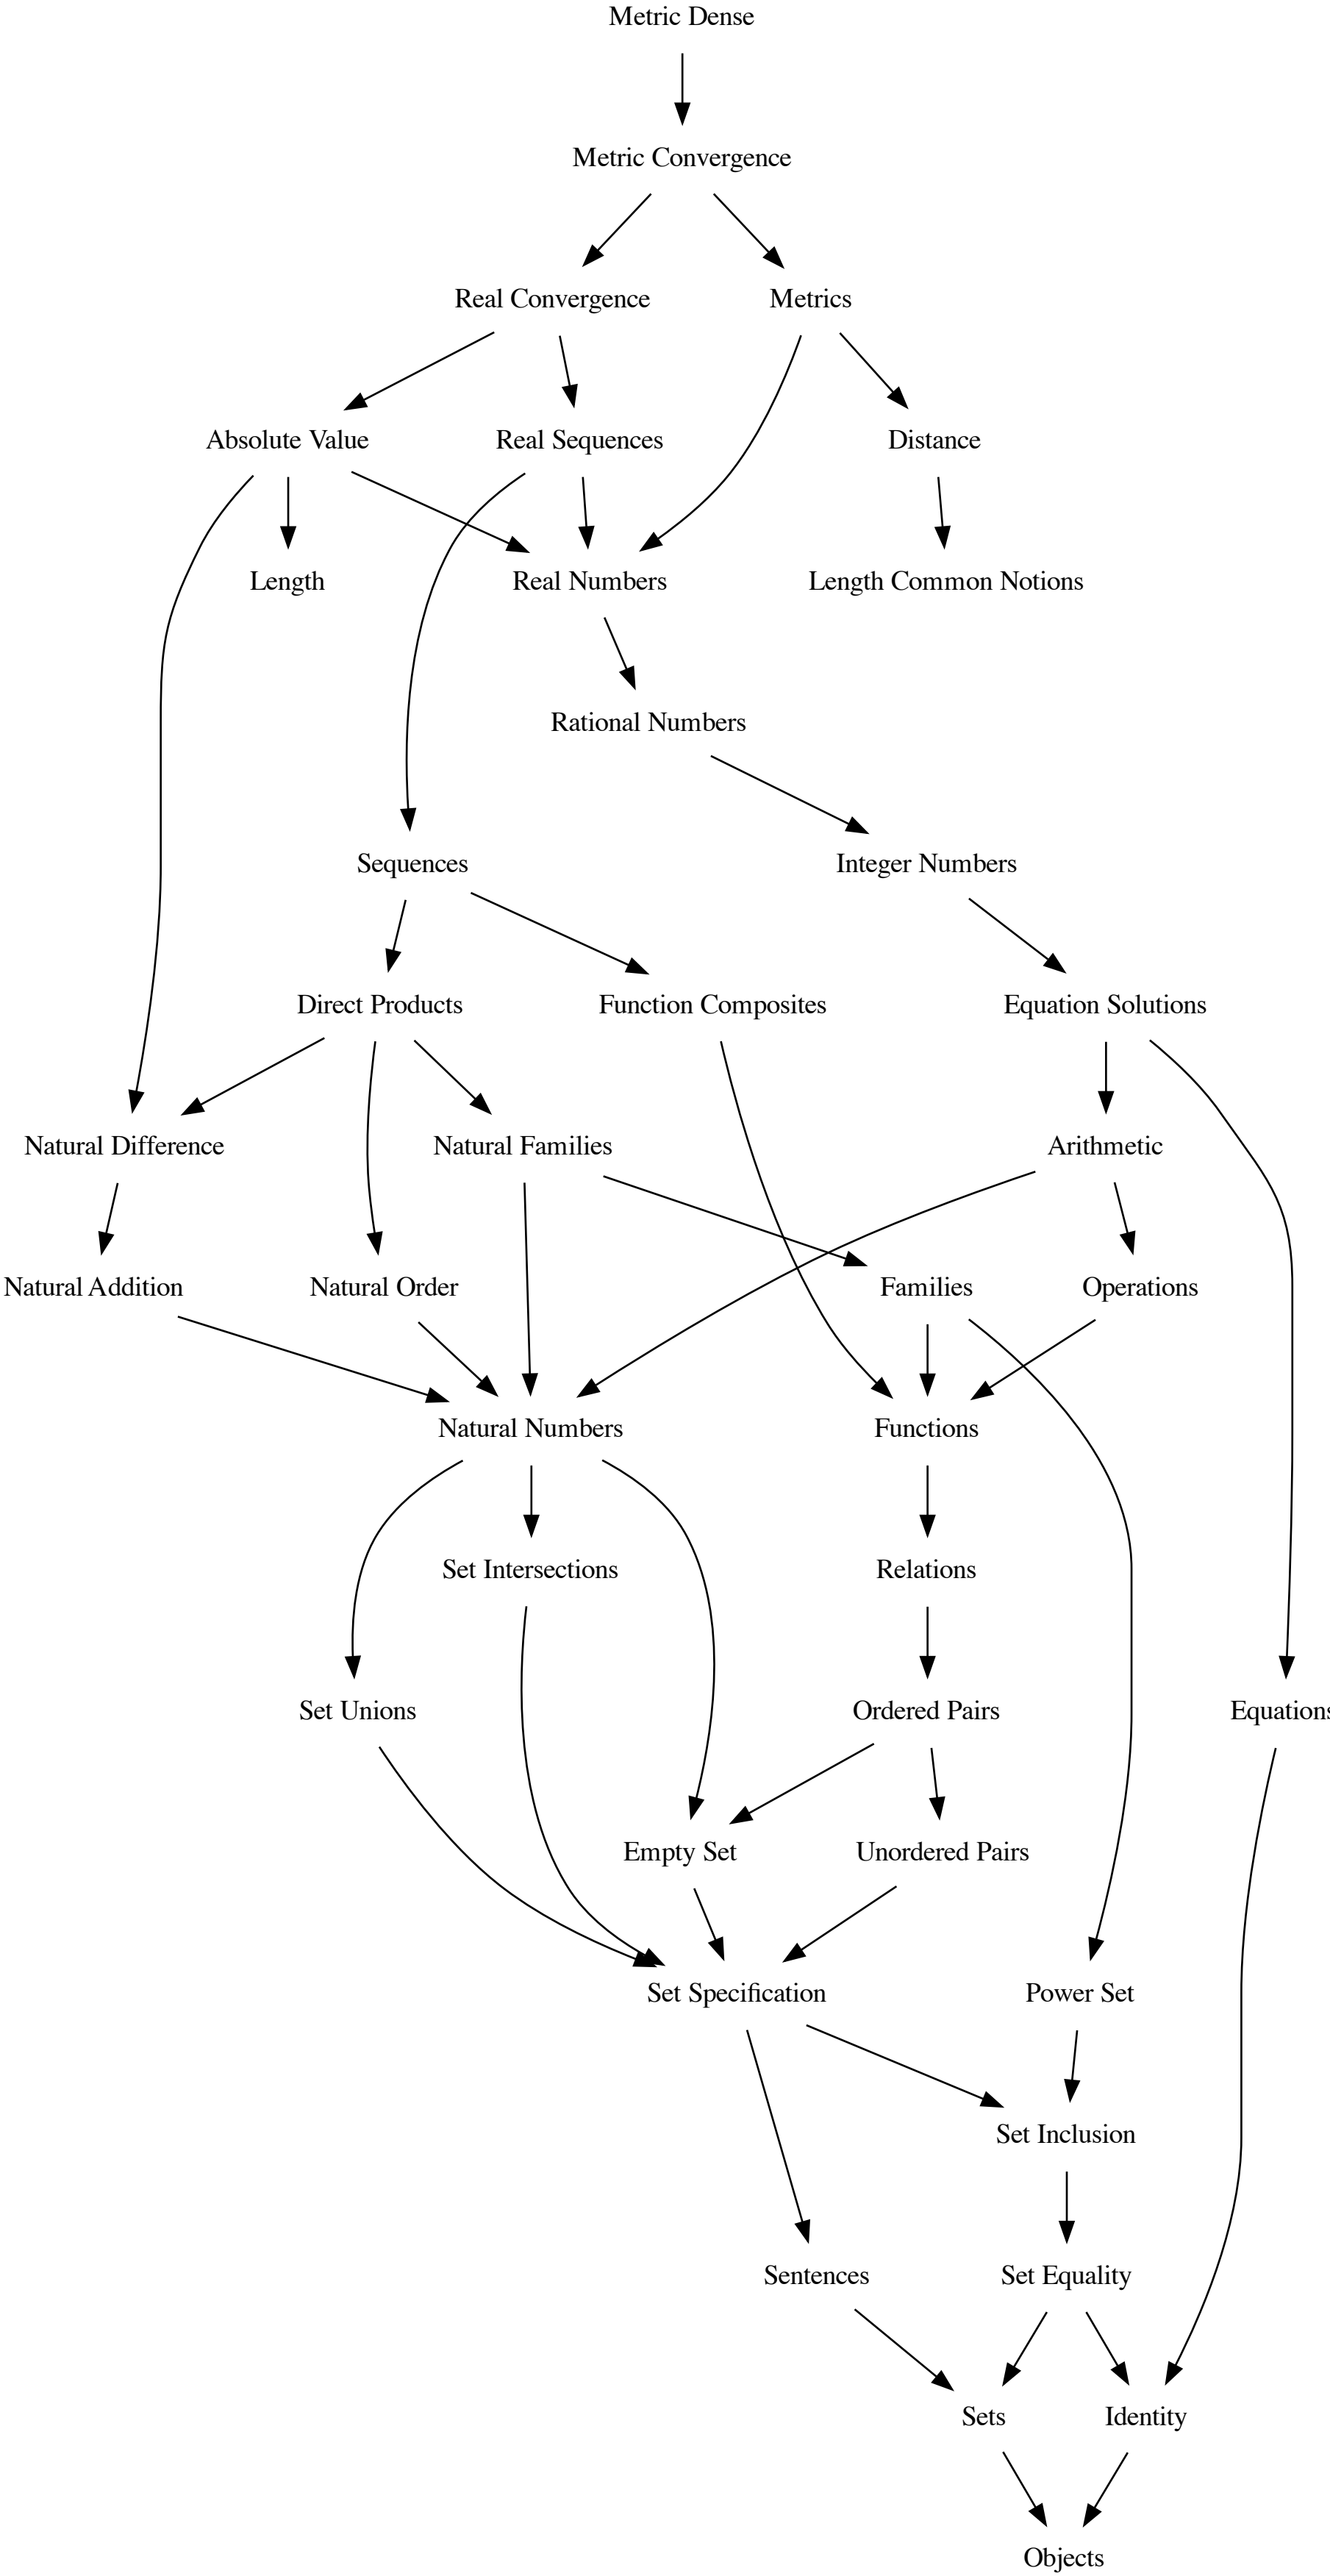 Metric Dense
Metric Convergence
Real Convergence
Metrics
Absolute Value
Real Sequences
Distance
Length
Real Numbers
Length Common Notions
Rational Numbers
Sequences
Integer Numbers
Direct Products
Function Composites
Equation Solutions
Natural Difference
Natural Families
Arithmetic
Natural Addition
Natural Order
Families
Operations
Natural Numbers
Functions
Set Intersections
Relations
Set Unions
Ordered Pairs
Equations
Empty Set
Unordered Pairs
Set Specification
Power Set
Set Inclusion
Sentences
Set Equality
Sets
Identity
Objects